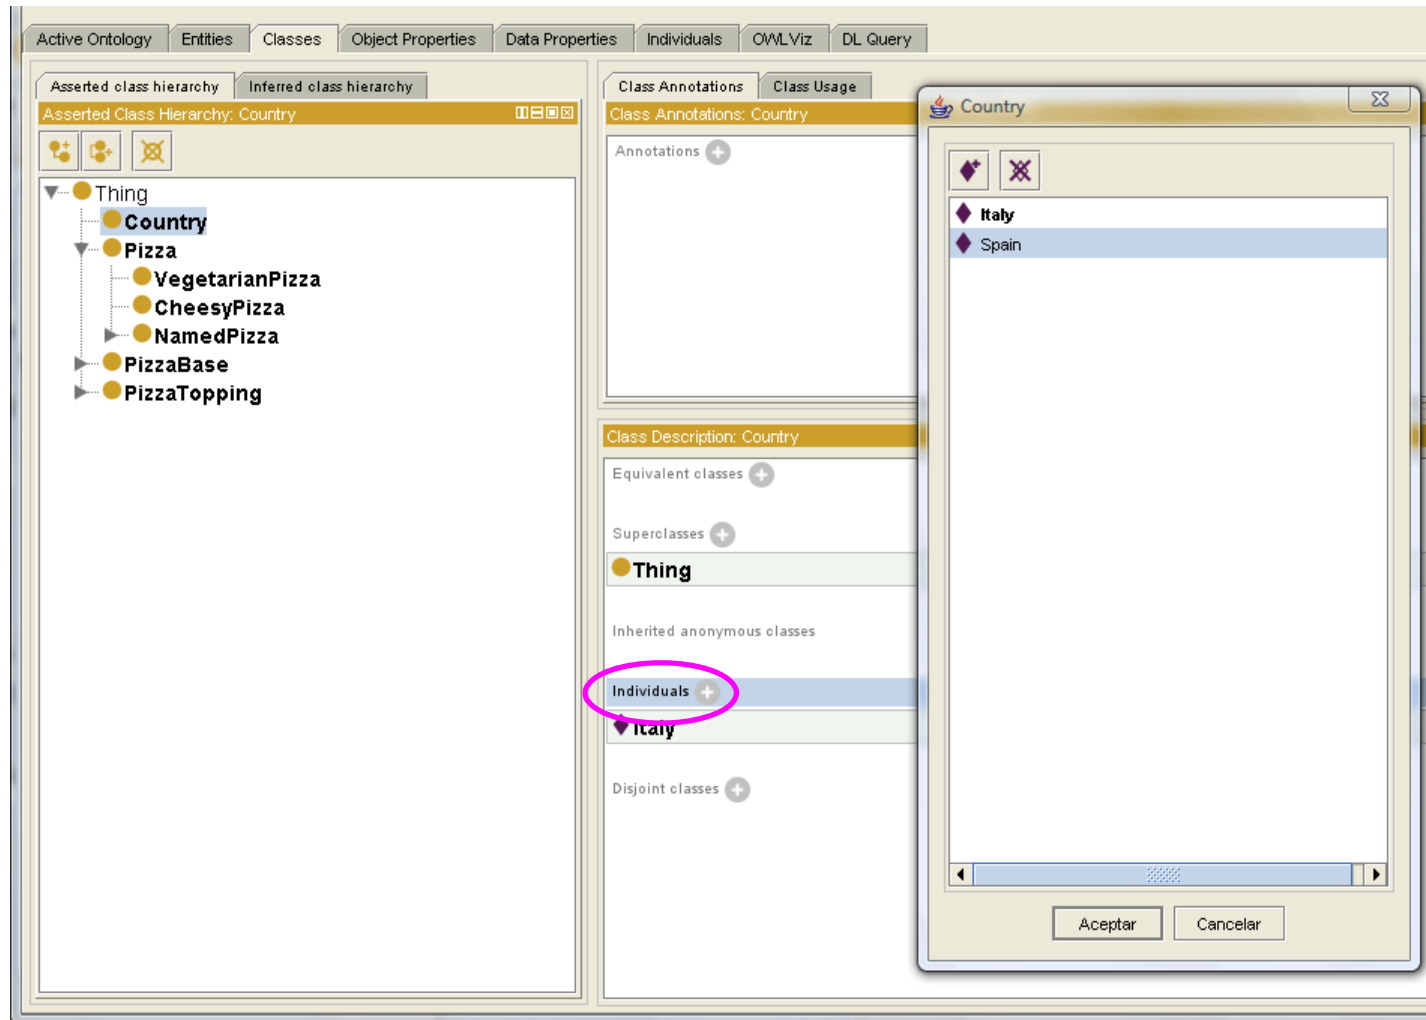 Active Ontology Entities Classes Object Properties Data Properties Individuals OWLViz DL Query
Asserted class hierarchy Inferred class hierarchy
Asserted Class Hierarchy: Country
Thing
Country
Pizza
VegetarianPizza
CheesyPizza
NamedPizza
PizzaBase
PizzaTopping
Class Annotations Class Usage
Class Annotations: Country
Annotations
Class Description: Country
Equivalent classes
Superclasses
Thing
Inherited anonymous classes
Individuals
Italy
Disjoint classes
Country
Italy
Spain
Aceptar Cancelar